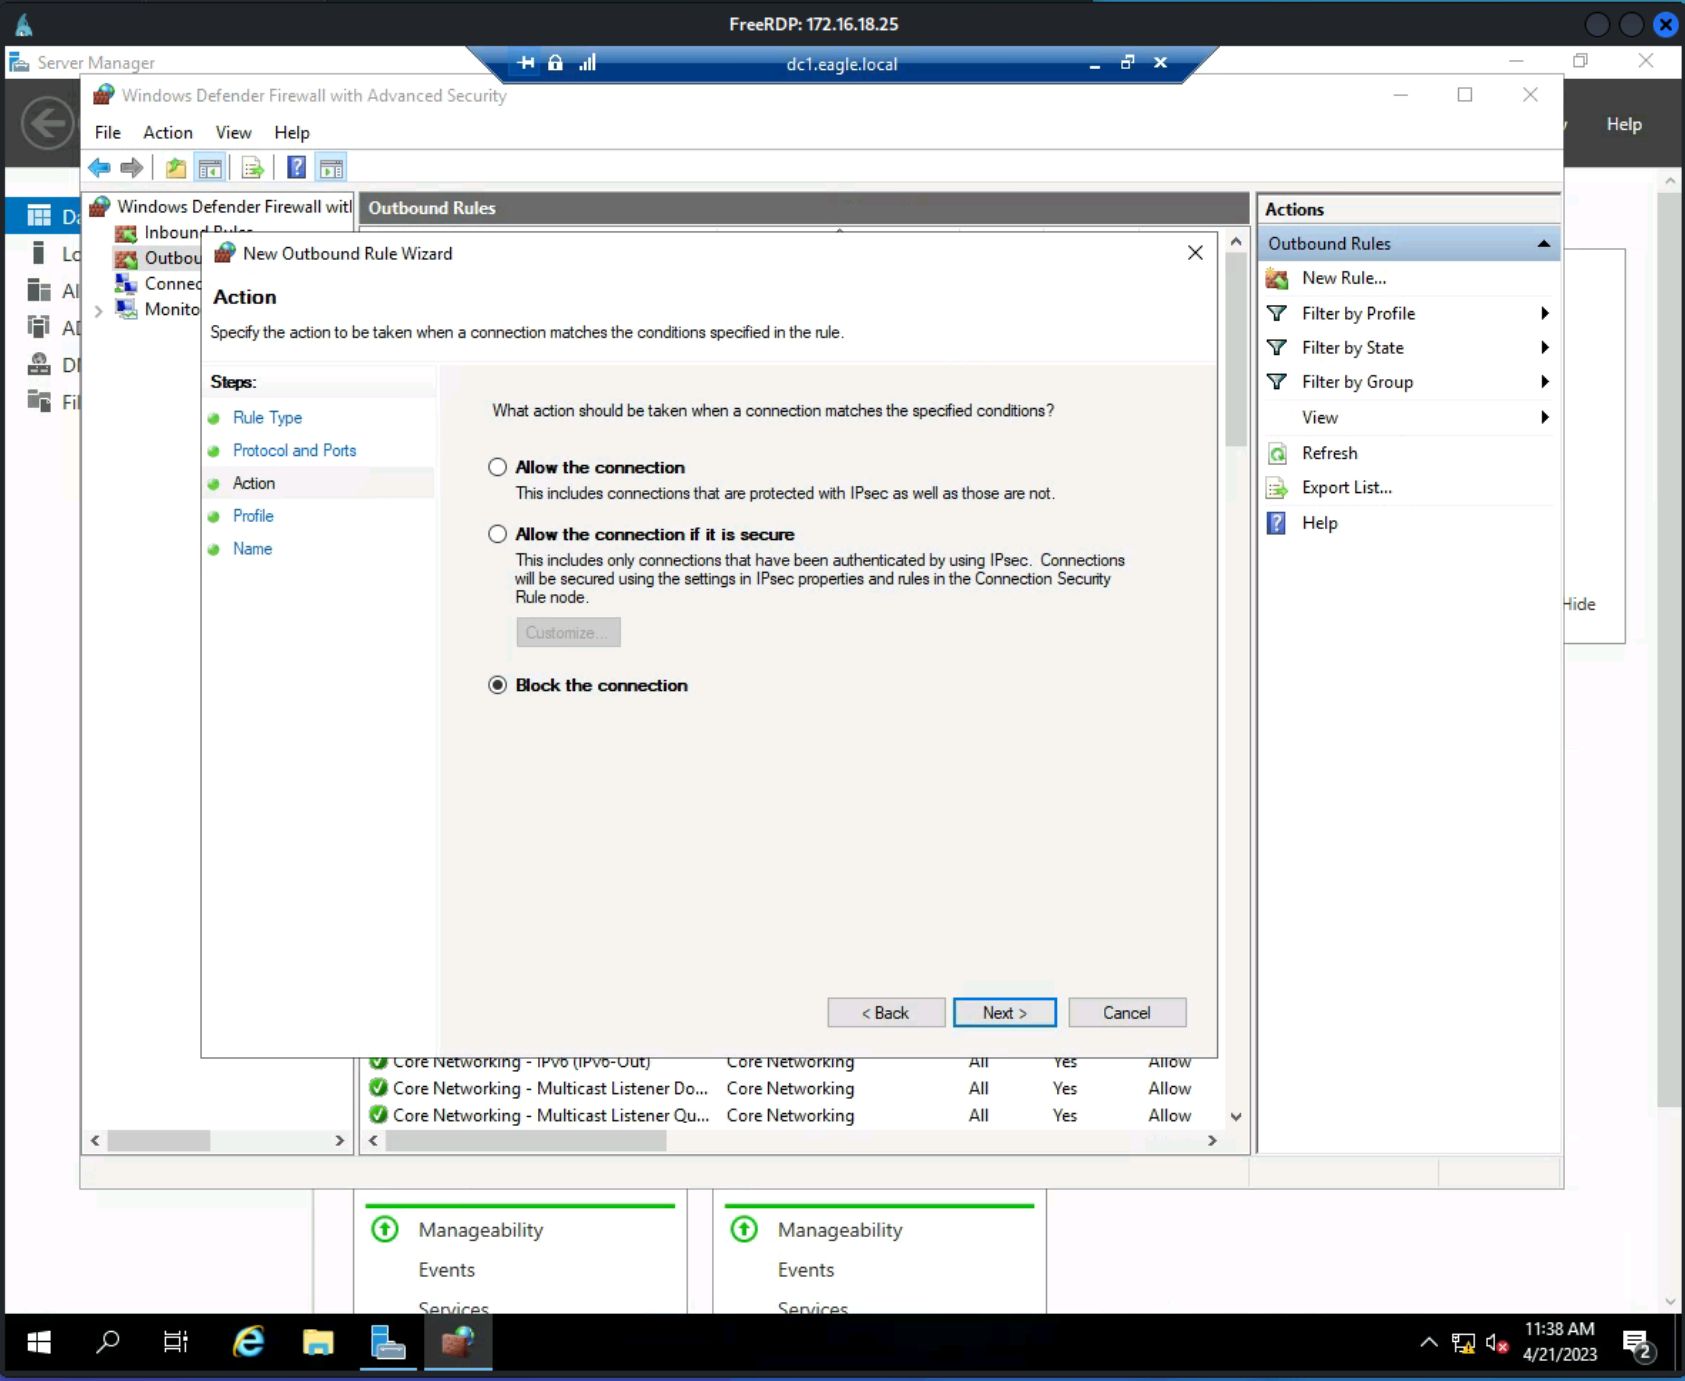 FreeRDP: 172.16.18.25
Server Manager
dc1.eagle.local
Windows Defender Firewall with Advanced Security
File Action View Help
Help
Windows Defender Firewall witl
Inbound Rules
Outbou
Connec
Monito
Da
Lo
Al
AD
DN
Fil
Outbound Rules
New Outbound Rule Wizard
Action
Specify the action to be taken when a connection matches the conditions specified in the rule.
Steps:
Rule Type
Protocol and Ports
Action
Profile
Name
What action should be taken when a connection matches the specified conditions?
Allow the connection
This includes connections that are protected with IPsec as well as those are not.
Allow the connection if it is secure
This includes only connections that have been authenticated by using IPsec. Connections
will be secured using the settings in IPsec properties and rules in the Connection Security
Rule node.
Customize...
Block the connection
< Back
Next >
Cancel
Core Networking - IPv6 (IPv6-Out) Core Networking All Yes Allow
Core Networking - Multicast Listener Do... Core Networking All Yes Allow
Core Networking - Multicast Listener Qu... Core Networking All Yes Allow
Actions
Outbound Rules
New Rule...
Filter by Profile
Filter by State
Filter by Group
View
Refresh
Export List...
Help
Hide
Manageability
Events
Services
Manageability
Events
Services
11:38 AM
4/21/2023
2